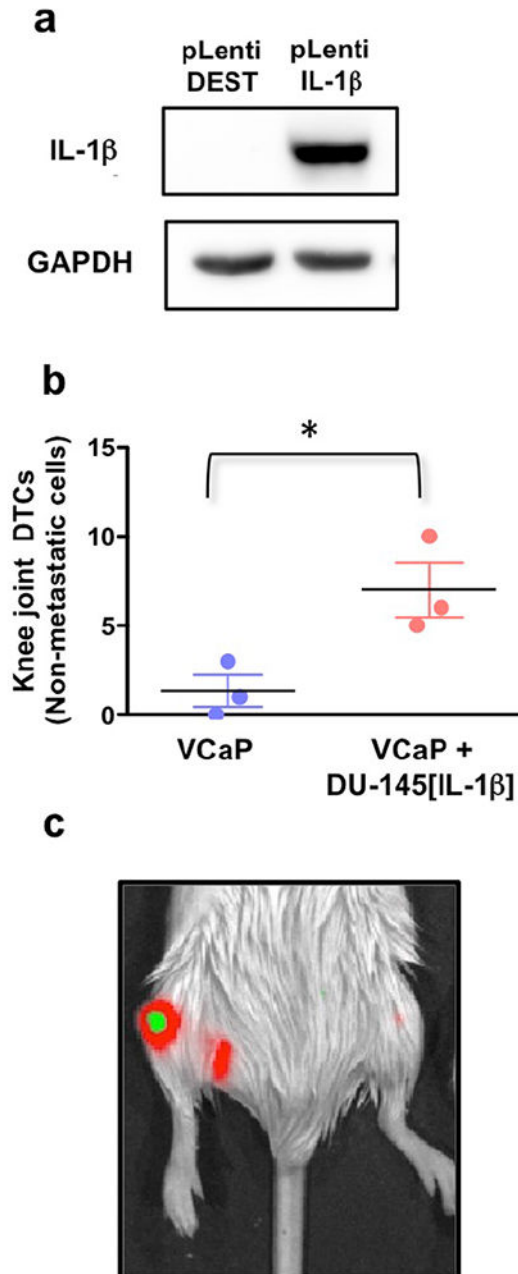 a
pLenti pLenti
DEST IL-1β
IL-1β
GAPDH
b
Knee joint DTCs
(Non-metastatic cells)
15
*
10
5
0
VCaP VCaP +
DU-145[IL-1β]
c